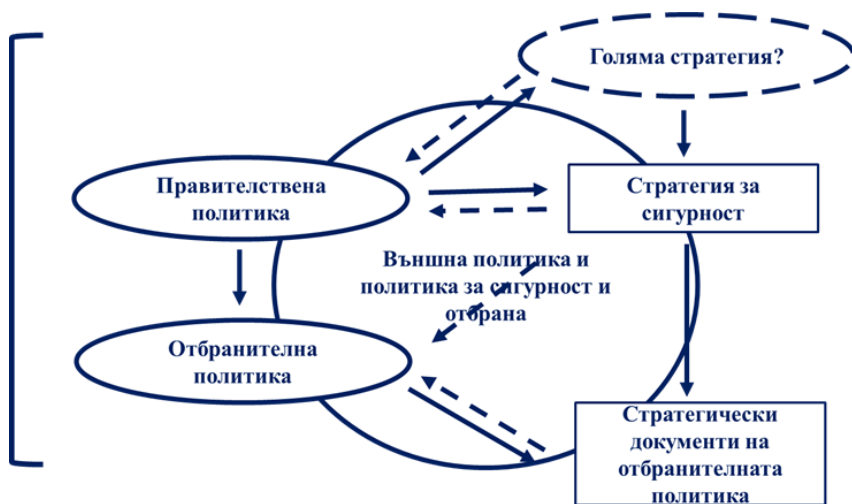 Голяма стратегия?
Правителствена
политика
Стратегия за
сигурност
Външна политика и
политика за сигурност и
отбрана
Отбранителна
политика
Стратегически
документи на
отбранителната
политика